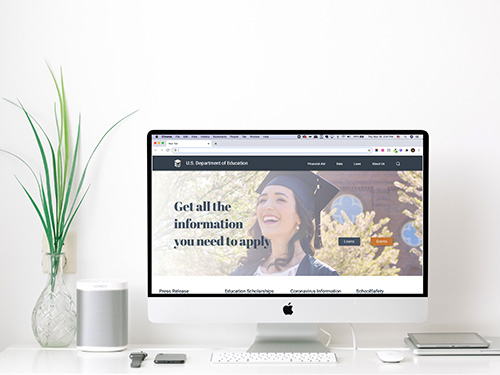 U.S. Department of Education
Financial Aid Data Laws About Us
Get all the
information
you need to apply
Loans Grants
Press Release Education Scholarships Coronavirus Information SchoolSafety